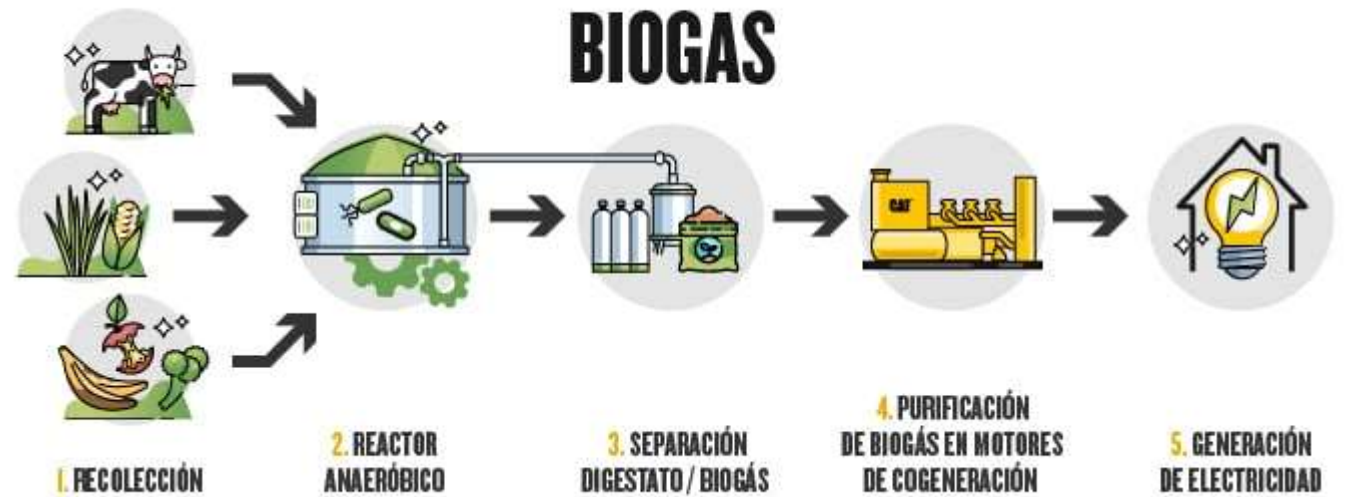 BIOGAS
CAT
1. RECOLECCIÓN
2. REACTOR
ANAERÓBICO
3. SEPARACIÓN
DIGESTATO / BIOGÁS
4. PURIFICACIÓN
DE BIOGÁS EN MOTORES
DE COGENERACIÓN
5. GENERACIÓN
DE ELECTRICIDAD